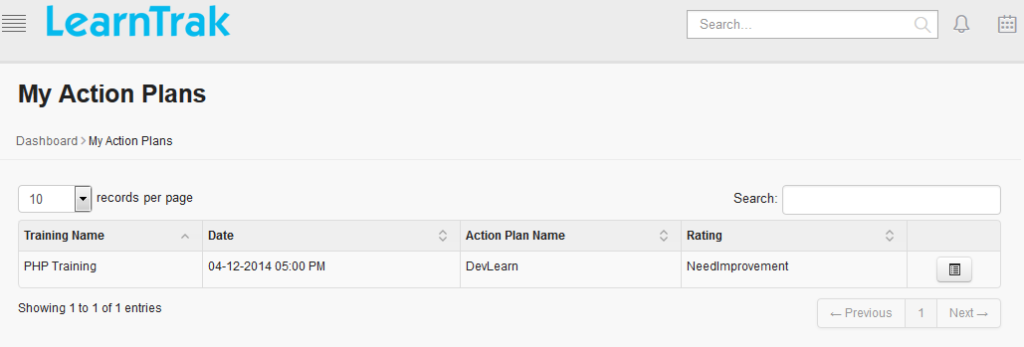 LearnTrak
Search...
My Action Plans
Dashboard > My Action Plans
10 records per page
Search:
Training Name Date Action Plan Name Rating
PHP Training 04-12-2014 05:00 PM DevLearn NeedImprovement
Showing 1 to 1 of 1 entries
← Previous 1 Next →